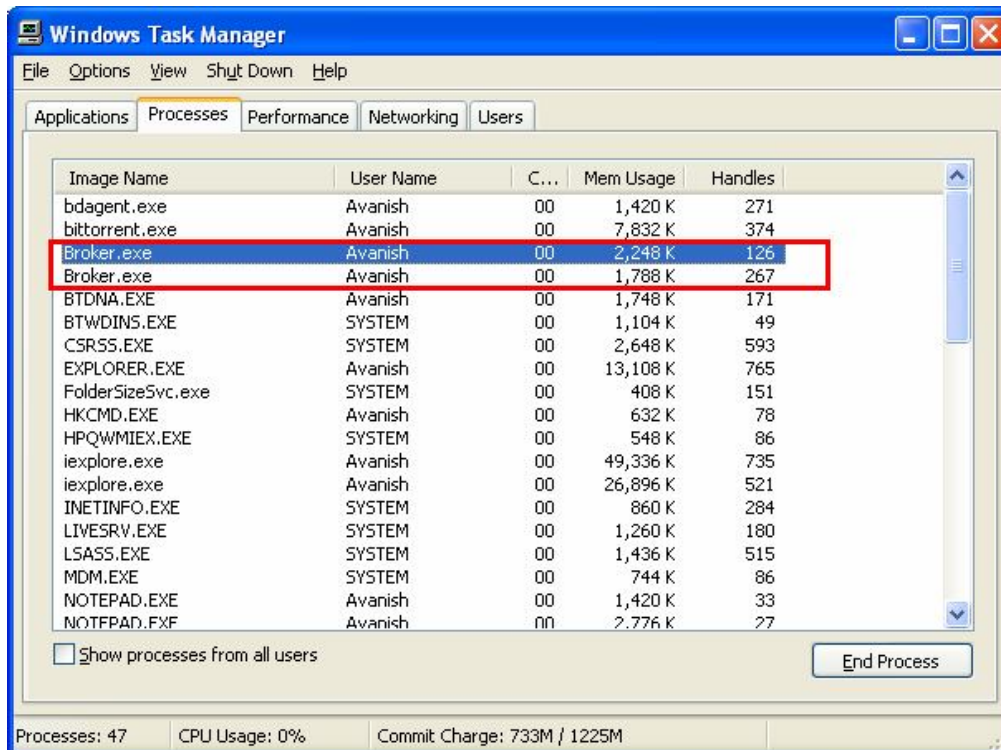 Windows Task Manager
File Options View Shut Down Help
Applications Processes Performance Networking Users
Image Name User Name C... Mem Usage Handles
bdagent.exe Avanish 00 1,420 K 271
bittorrent.exe Avanish 00 7,832 K 374
Broker.exe Avanish 00 2,248 K 126
Broker.exe Avanish 00 1,788 K 267
BTDNA.EXE Avanish 00 1,748 K 171
BTWDINS.EXE SYSTEM 00 1,104 K 49
CSRSS.EXE SYSTEM 00 2,648 K 593
EXPLORER.EXE Avanish 00 13,108 K 765
FolderSizeSvc.exe SYSTEM 00 408 K 151
HKCMD.EXE Avanish 00 632 K 78
HPQWMIEX.EXE SYSTEM 00 548 K 86
iexplore.exe Avanish 00 49,336 K 735
iexplore.exe Avanish 00 26,896 K 521
INETINFO.EXE SYSTEM 00 860 K 284
LIVESRV.EXE SYSTEM 00 1,260 K 180
LSASS.EXE SYSTEM 00 1,436 K 515
MDM.EXE SYSTEM 00 744 K 86
NOTEPAD.EXE Avanish 00 1,420 K 33
NOTEPAD.EXE Avanish 00 2,776 K 27
Show processes from all users
End Process
Processes: 47 CPU Usage: 0% Commit Charge: 733M / 1225M